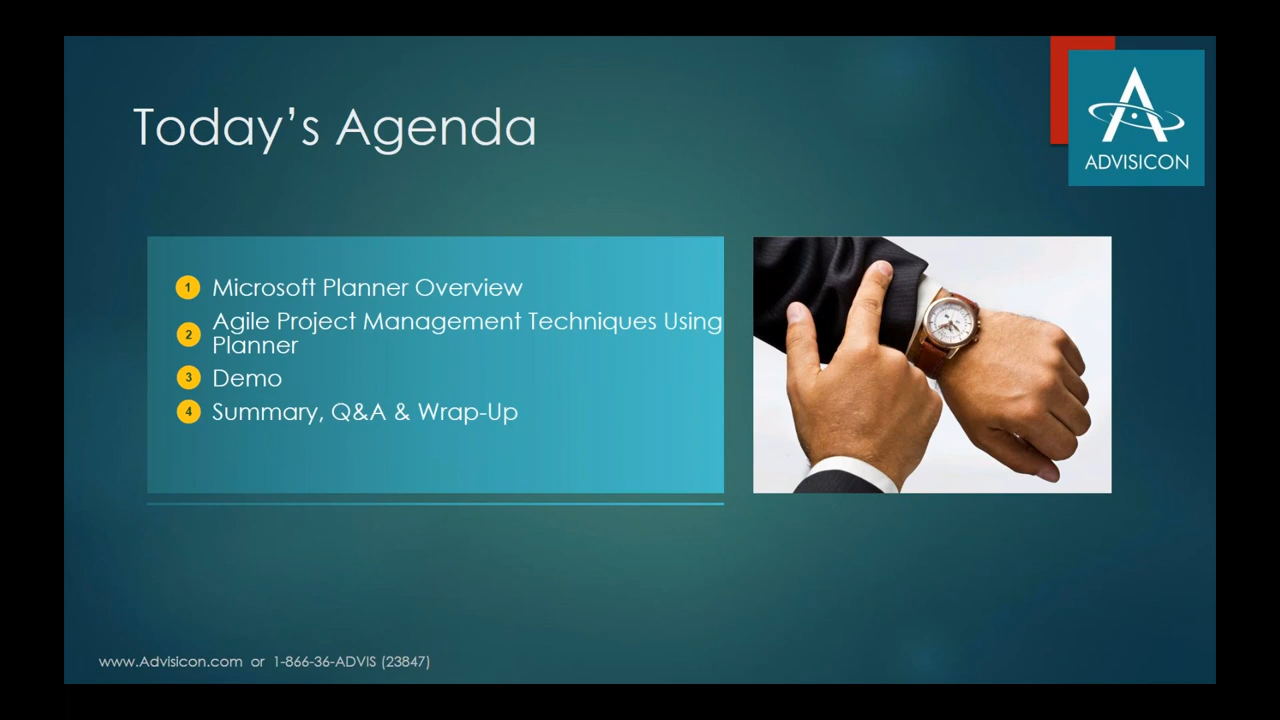 ADVISICON
Today's Agenda
1 Microsoft Planner Overview
2 Agile Project Management Techniques Using
Planner
3 Demo
4 Summary, Q&A & Wrap-Up
www.Advisicon.com or 1-866-36-ADVIS (23847)